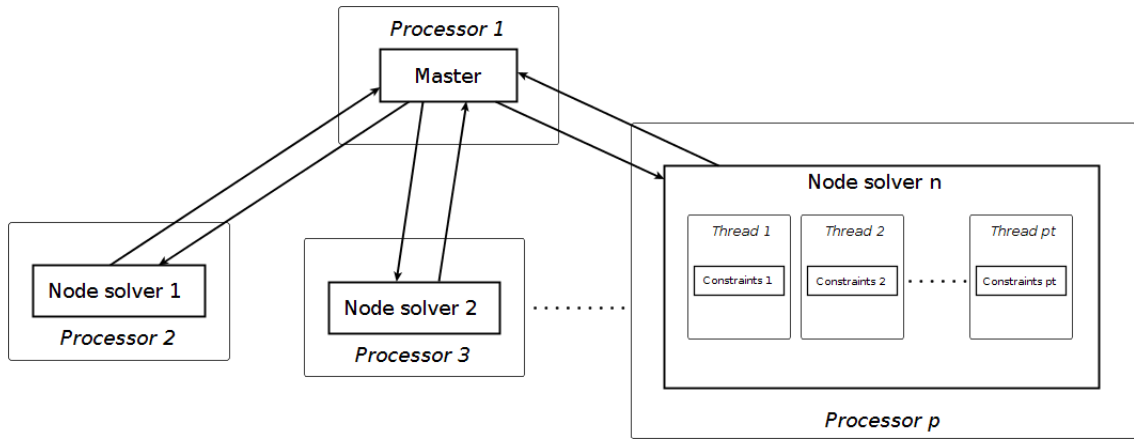 Processor 1
Master
Node solver n
Thread 1
Thread 2
Thread pt
Constraints 1
Constraints 2
Constraints pt
Node solver 1
Processor 2
Node solver 2
Processor 3
Processor p